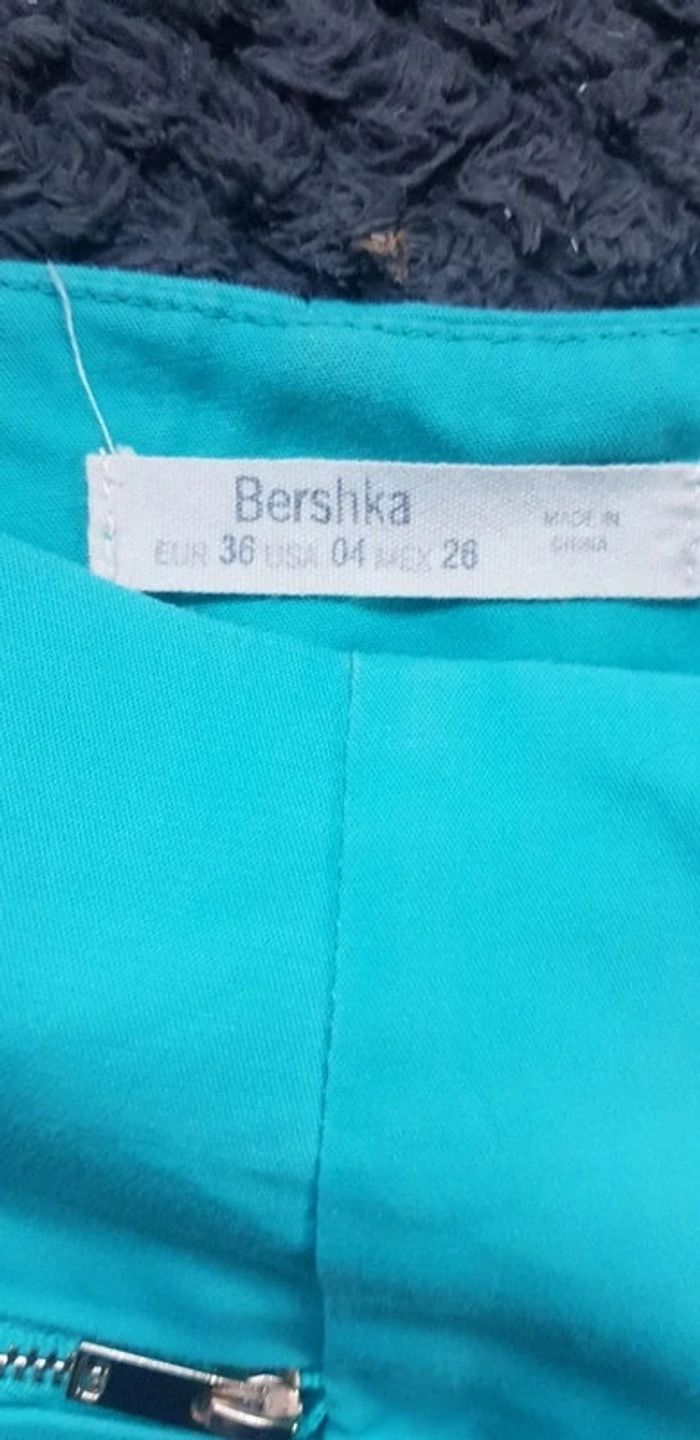 Bershka
EUR 36 USA 04 MEX 26
MADE IN
CHINA